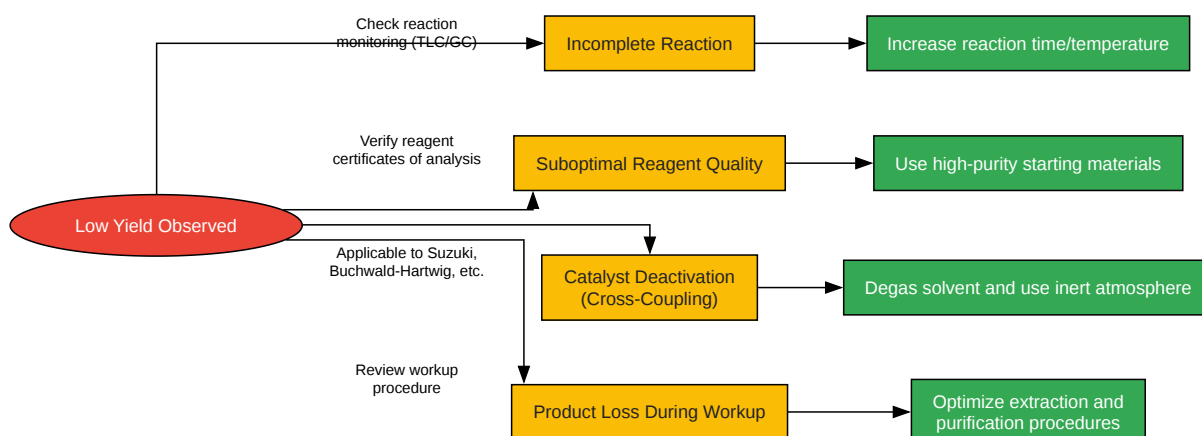 Check reaction
monitoring (TLC/GC)
Incomplete Reaction
Increase reaction time/temperature
Verify reagent
certificates of analysis
Suboptimal Reagent Quality
Use high-purity starting materials
Low Yield Observed
Applicable to Suzuki,
Buchwald-Hartwig, etc.
Catalyst Deactivation
(Cross-Coupling)
Degas solvent and use inert atmosphere
Review workup
procedure
Product Loss During Workup
Optimize extraction and
purification procedures